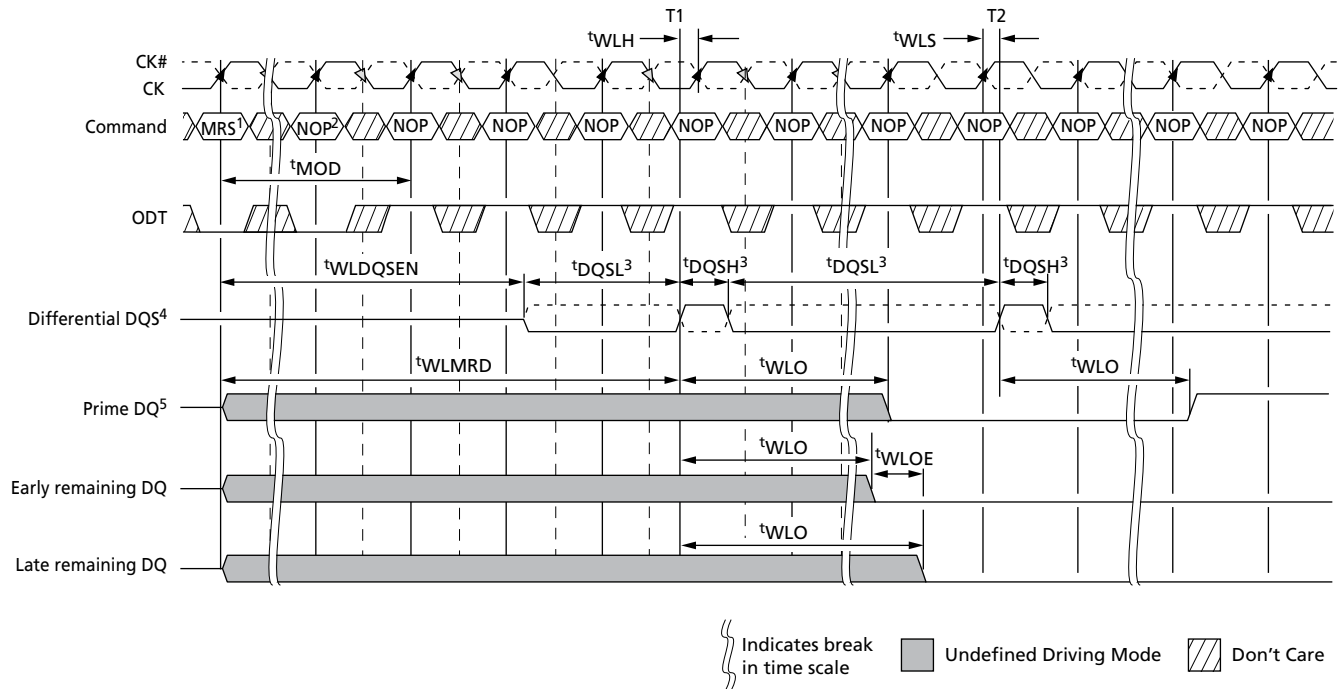 T1 T2
tWLH tWLS
CK#
CK
Command MRS1 NOP2 NOP NOP NOP NOP NOP NOP NOP NOP NOP NOP
tMOD
ODT
tWLDQSEN tDQSL3 tDQSH3 tDQSL3 tDQSH3
Differential DQS4
tWLMRD tWLO tWLO
Prime DQ5
tWLO tWLOE
Early remaining DQ
tWLO
Late remaining DQ
Indicates break
in time scale
Undefined Driving Mode
Don't Care